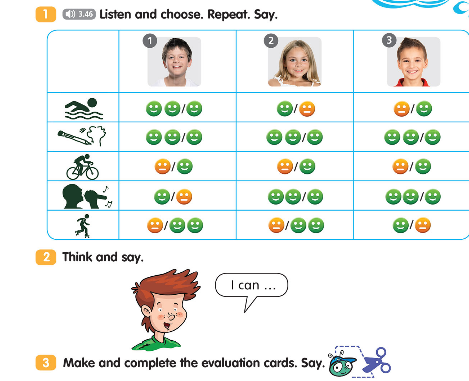 1 3.46 Listen and choose. Repeat. Say.
1 2 3
2 Think and say.
I can ...
3 Make and complete the evaluation cards. Say.